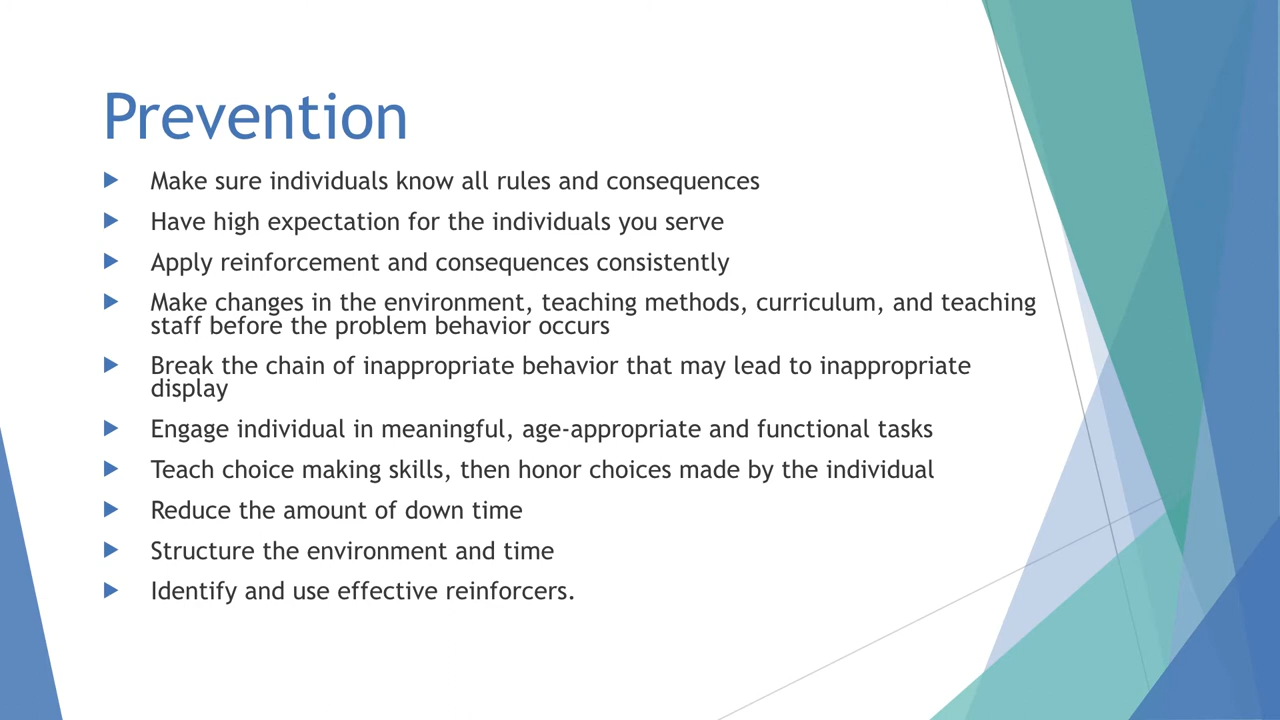 Prevention
Make sure individuals know all rules and consequences
Have high expectation for the individuals you serve
Apply reinforcement and consequences consistently
Make changes in the environment, teaching methods, curriculum, and teaching
staff before the problem behavior occurs
Break the chain of inappropriate behavior that may lead to inappropriate
display
Engage individual in meaningful, age-appropriate and functional tasks
Teach choice making skills, then honor choices made by the individual
Reduce the amount of down time
Structure the environment and time
Identify and use effective reinforcers.